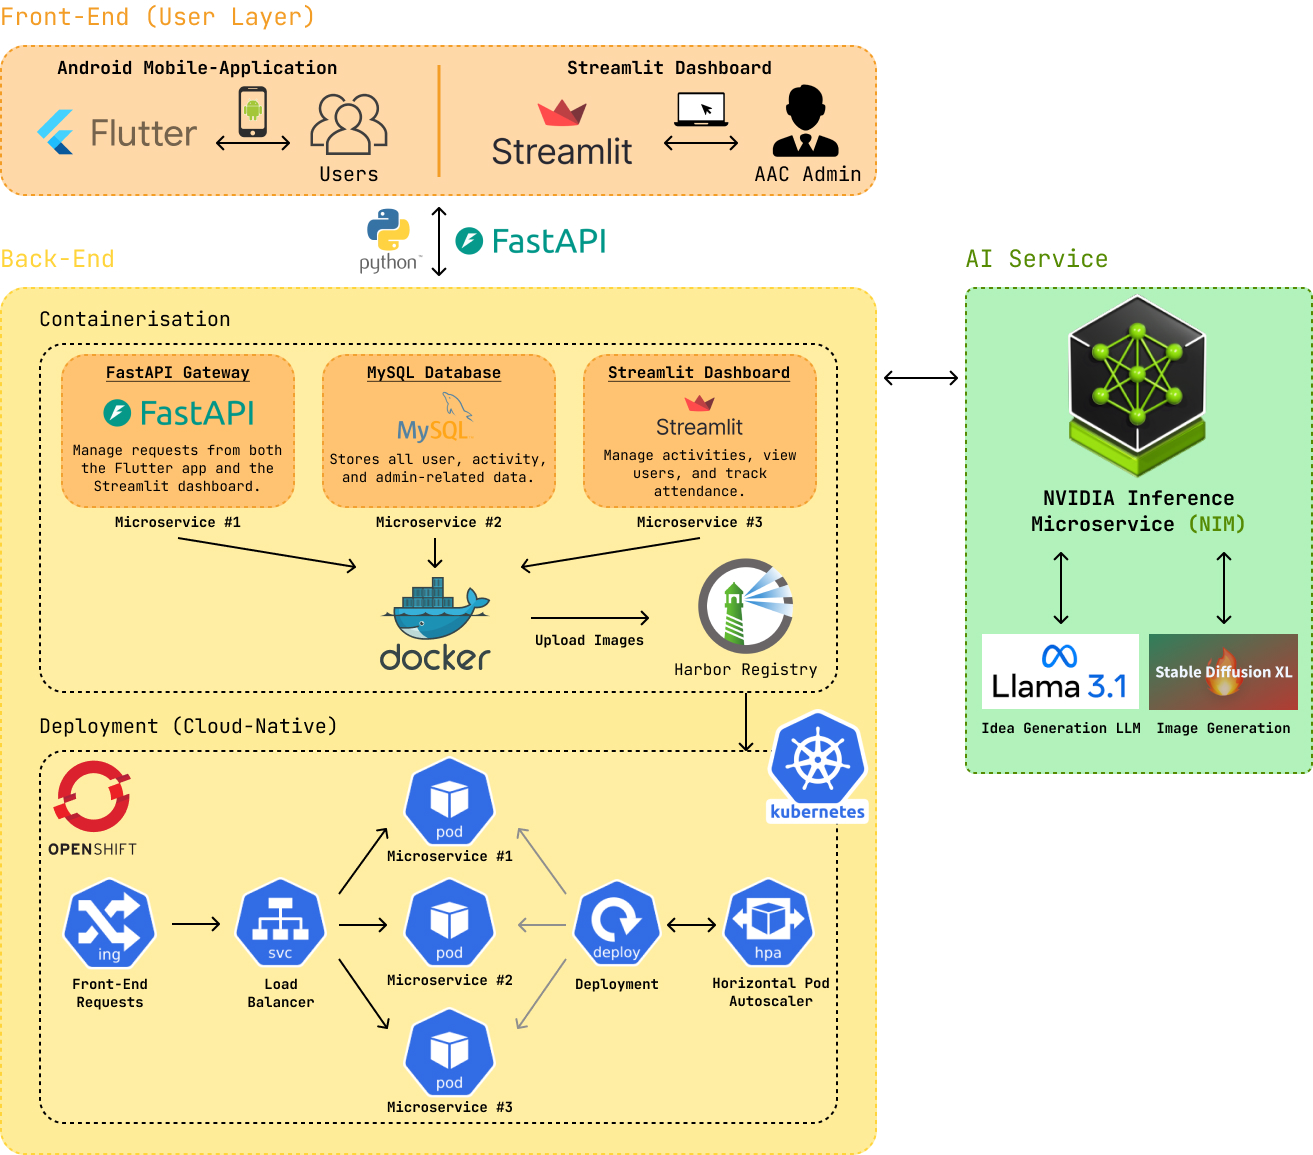 Front-End (User Layer)
Android Mobile-Application
Streamlit Dashboard
Flutter
Users
Streamlit
AAC Admin
python™
FastAPI
Back-End
AI Service
Containerisation
FastAPI Gateway
FastAPI
Manage requests from both
the Flutter app and the
Streamlit dashboard.
Microservice #1
MySQL Database
MySQL™
Stores all user, activity,
and admin-related data.
Microservice #2
Streamlit Dashboard
Streamlit
Manage activities, view
users, and track
attendance.
Microservice #3
docker
Upload Images
Harbor Registry
NVIDIA Inference
Microservice (NIM)
Llama 3.1
Idea Generation LLM
Stable Diffusion XL
Image Generation
Deployment (Cloud-Native)
kubernetes
OPENSHIFT
pod
Microservice #1
ing
Front-End
Requests
svc
Load
Balancer
pod
Microservice #2
deploy
Deployment
hpa
Horizontal Pod
Autoscaler
pod
Microservice #3